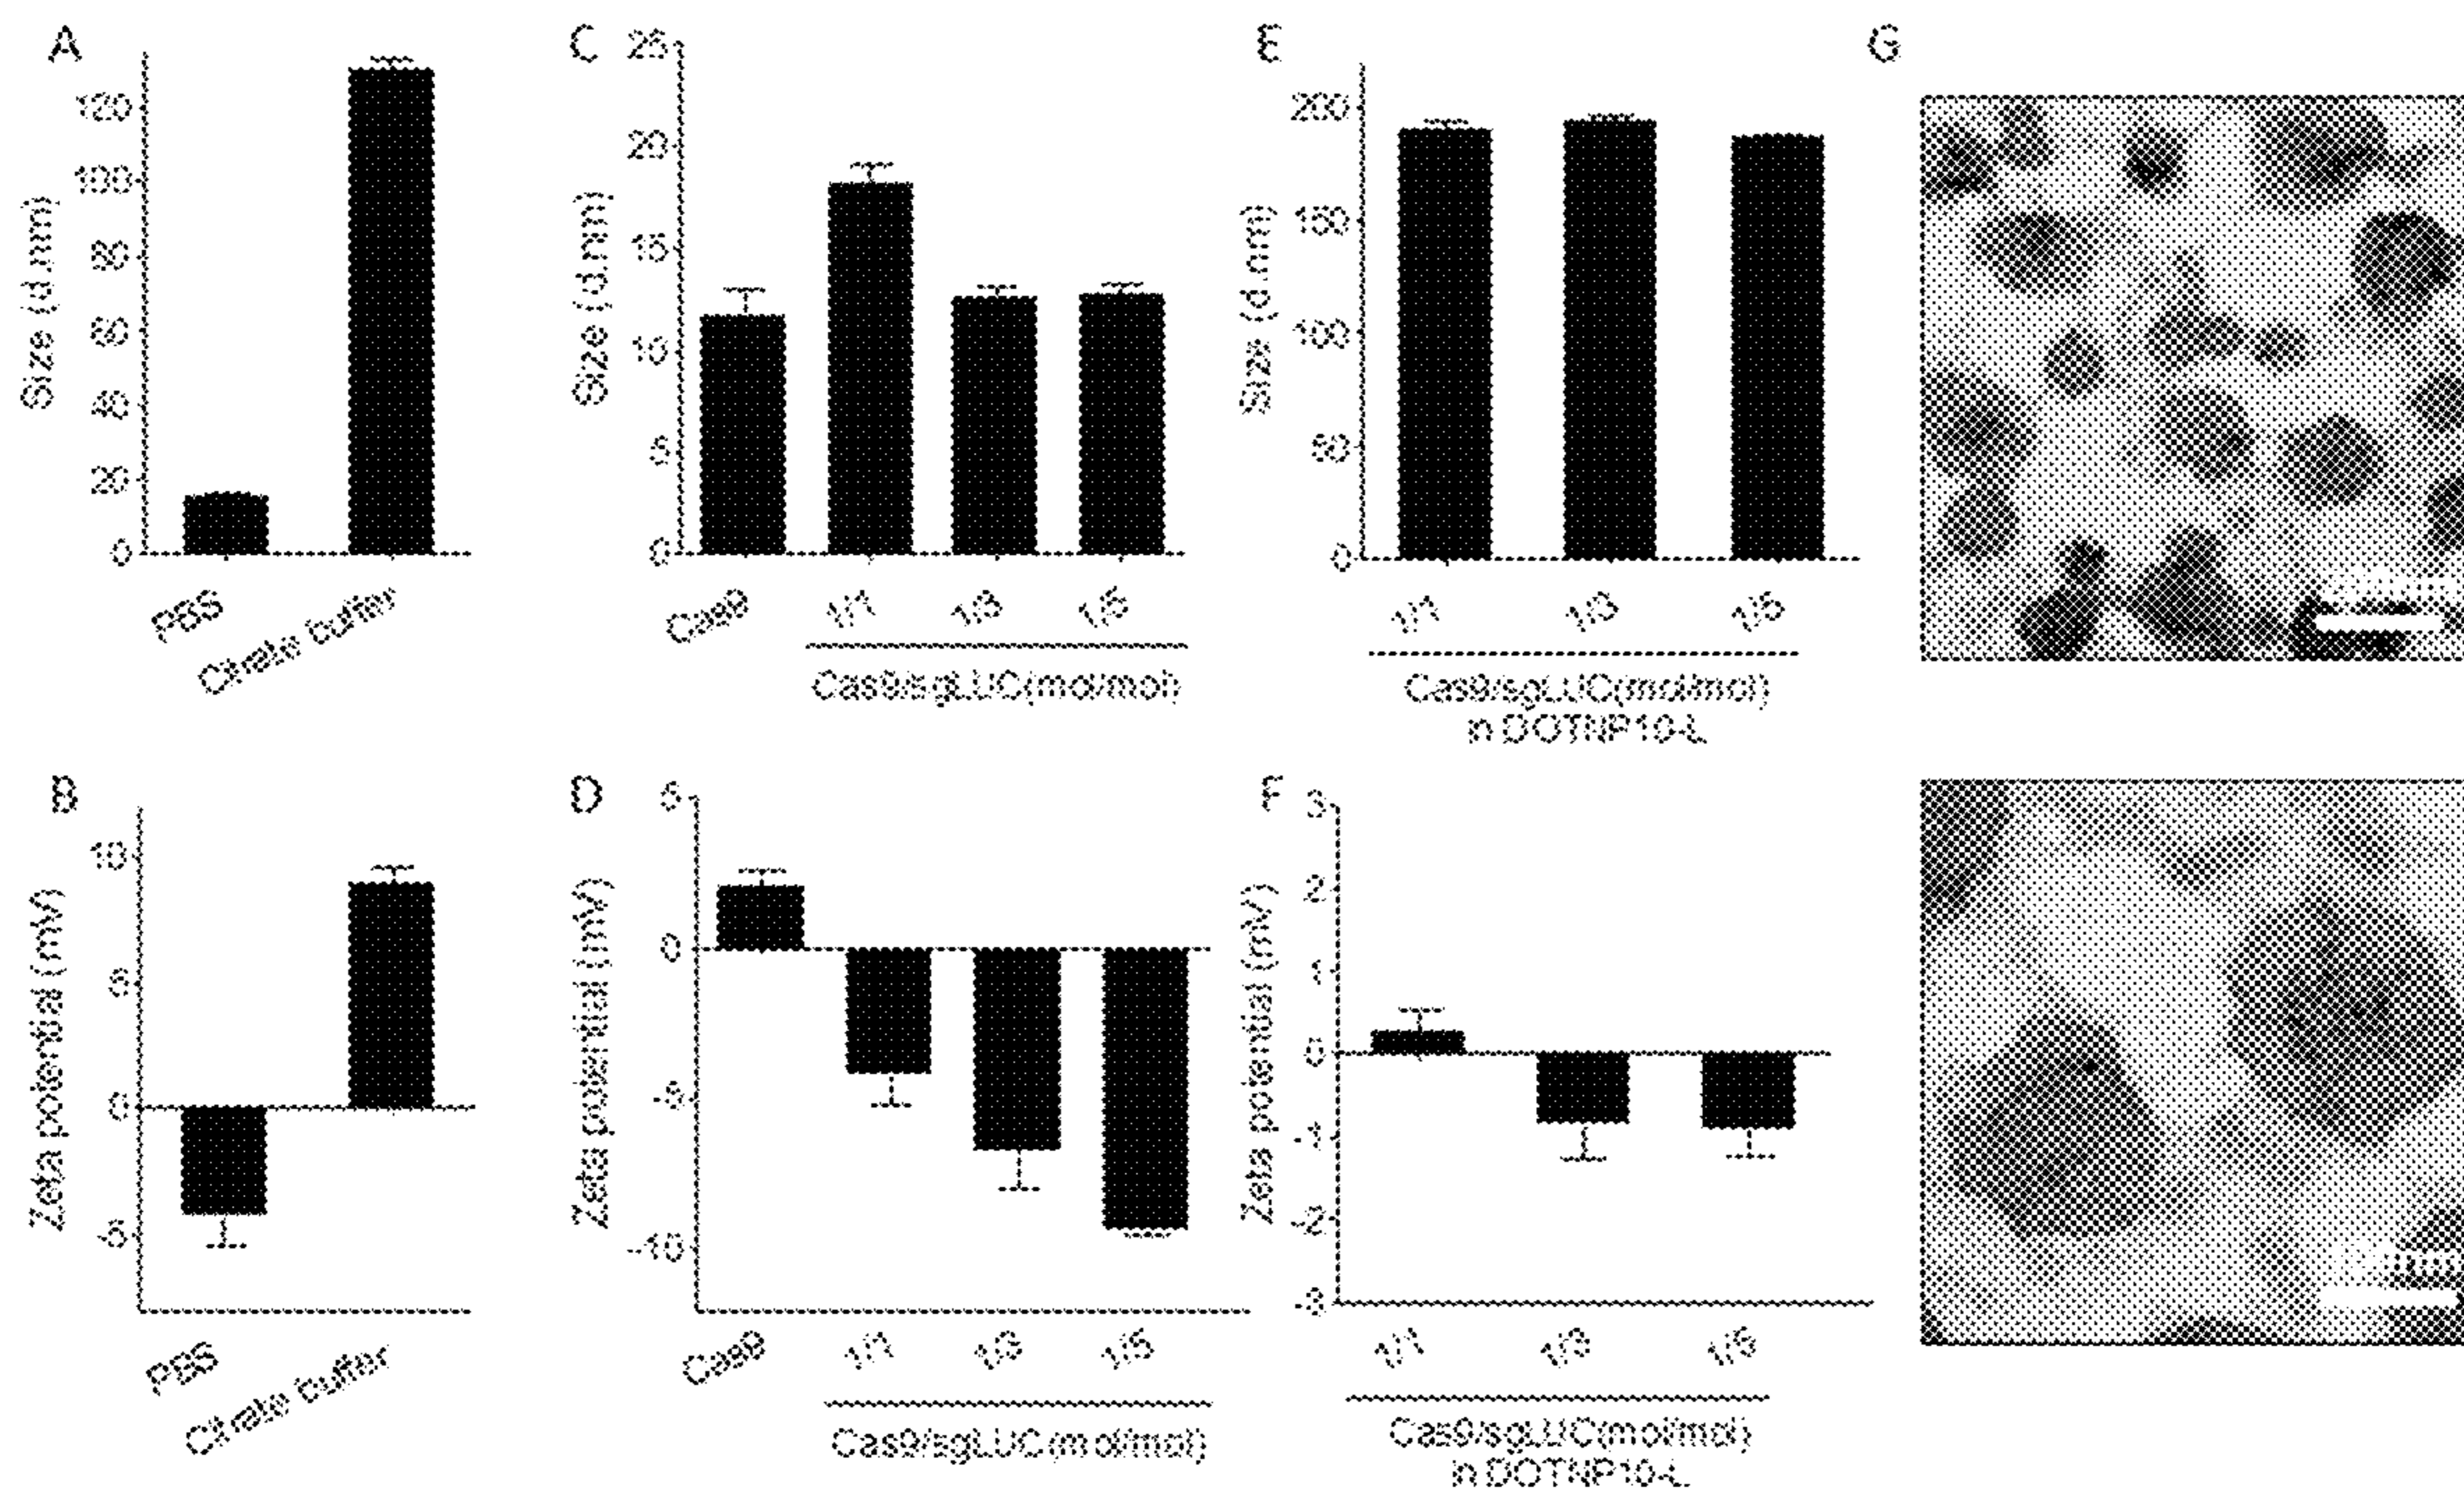 A
Size (d.nm)
120
100
80
60
40
20
0
PBS
Citrate buffer
C
Size (d.nm)
25
20
15
10
5
0
Cas9
1/1
1/3
1/5
Cas9/sgLUC(mol/mol)
E
Size (d.nm)
200
150
100
50
0
1/1
1/3
1/5
Cas9/sgLUC(mol/mol)
in DOTNP10-L
G
B
Zeta potential (mV)
10
5
0
-5
PBS
Citrate buffer
D
Zeta potential (mV)
5
0
-5
-10
Cas9
1/1
1/3
1/5
Cas9/sgLUC(mol/mol)
F
Zeta potential (mV)
3
2
1
0
-1
-2
-3
1/1
1/3
1/5
Cas9/sgLUC(mol/mol)
in DOTNP10-L